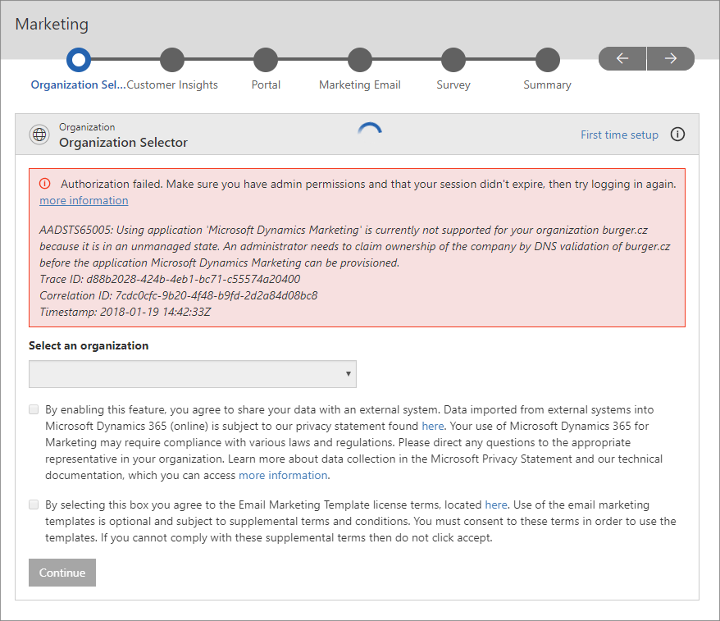 Marketing
Organization Sel...
Customer Insights
Portal
Marketing Email
Survey
Summary
Organization
Organization Selector
First time setup
Authorization failed. Make sure you have admin permissions and that your session didn't expire, then try logging in again.
more information
AADSTS65005: Using application 'Microsoft Dynamics Marketing' is currently not supported for your organization burger.cz
because it is in an unmanaged state. An administrator needs to claim ownership of the company by DNS validation of burger.cz
before the application Microsoft Dynamics Marketing can be provisioned.
Trace ID: d88b2028-424b-4eb1-bc71-c55574a20400
Correlation ID: 7cdc0cfc-9b20-4f48-b9fd-2d2a84d08bc8
Timestamp: 2018-01-19 14:42:33Z
Select an organization
By enabling this feature, you agree to share your data with an external system. Data imported from external systems into
Microsoft Dynamics 365 (online) is subject to our privacy statement found here. Your use of Microsoft Dynamics 365 for
Marketing may require compliance with various laws and regulations. Please direct any questions to the appropriate
representative in your organization. Learn more about data collection in the Microsoft Privacy Statement and our technical
documentation, which you can access more information.
By selecting this box you agree to the Email Marketing Template license terms, located here. Use of the email marketing
templates is optional and subject to supplemental terms and conditions. You must consent to these terms in order to use the
templates. If you cannot comply with these supplemental terms then do not click accept.
Continue